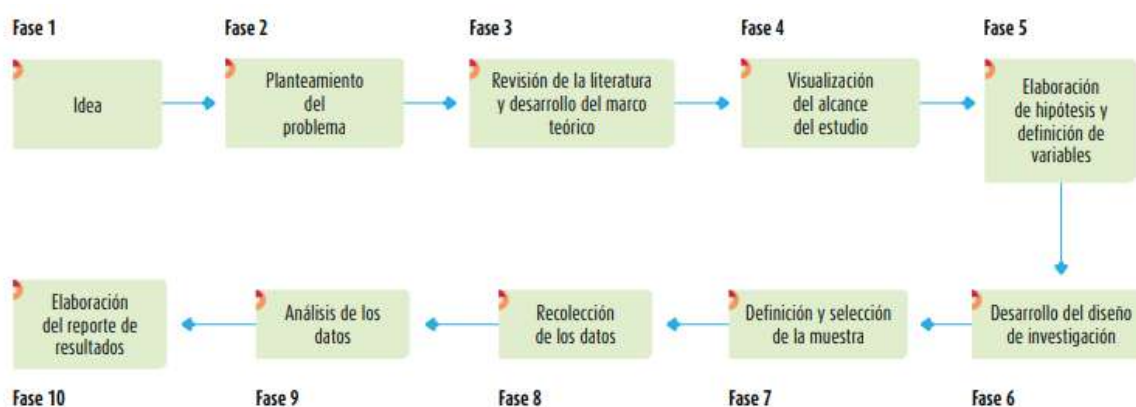 Fase 1
Idea
Fase 2
Planteamiento
del
problema
Fase 3
Revisión de la literatura
y desarrollo del marco
teórico
Fase 4
Visualización
del alcance
del estudio
Fase 5
Elaboración
de hipótesis y
definición de
variables
Desarrollo del diseño
de investigación
Fase 6
Definición y selección
de la muestra
Fase 7
Recolección
de los datos
Fase 8
Análisis de los
datos
Fase 9
Elaboración
del reporte de
resultados
Fase 10